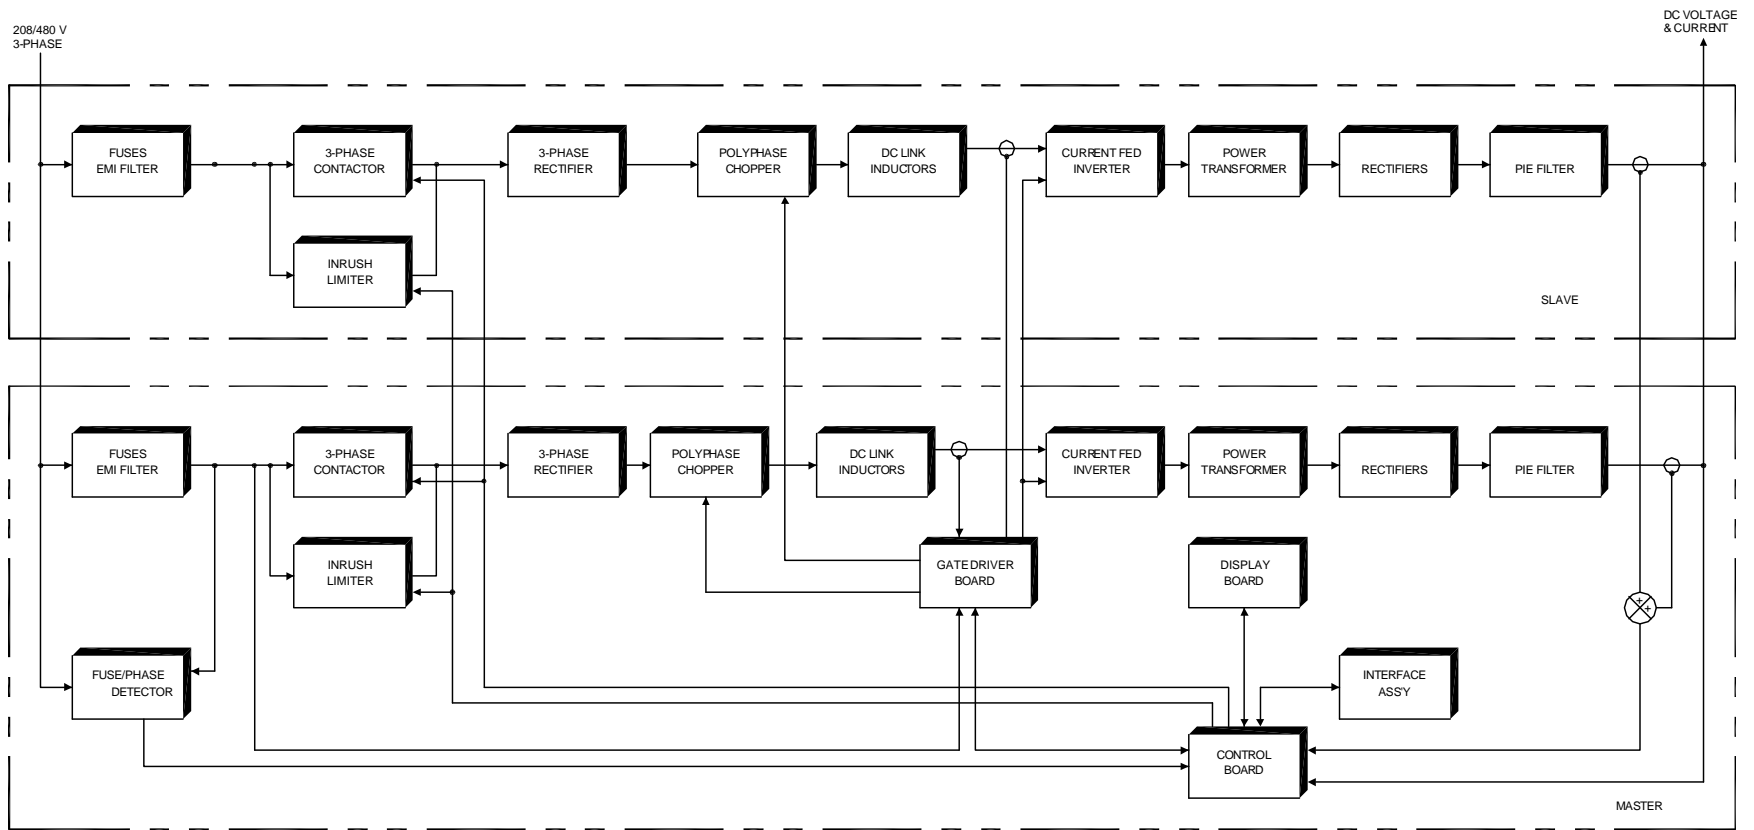 208/480 V
3-PHASE
DC VOLTAGE
& CURRENT
FUSES
EMI FILTER
3-PHASE
CONTACTOR
3-PHASE
RECTIFIER
POLYPHASE
CHOPPER
DC LINK
INDUCTORS
CURRENT FED
INVERTER
POWER
TRANSFORMER
RECTIFIERS
PIE FILTER
INRUSH
LIMITER
SLAVE
FUSES
EMI FILTER
3-PHASE
CONTACTOR
3-PHASE
RECTIFIER
POLYPHASE
CHOPPER
DC LINK
INDUCTORS
CURRENT FED
INVERTER
POWER
TRANSFORMER
RECTIFIERS
PIE FILTER
INRUSH
LIMITER
GATE DRIVER
BOARD
DISPLAY
BOARD
+
+
FUSE/PHASE
DETECTOR
INTERFACE
ASS'Y
CONTROL
BOARD
MASTER